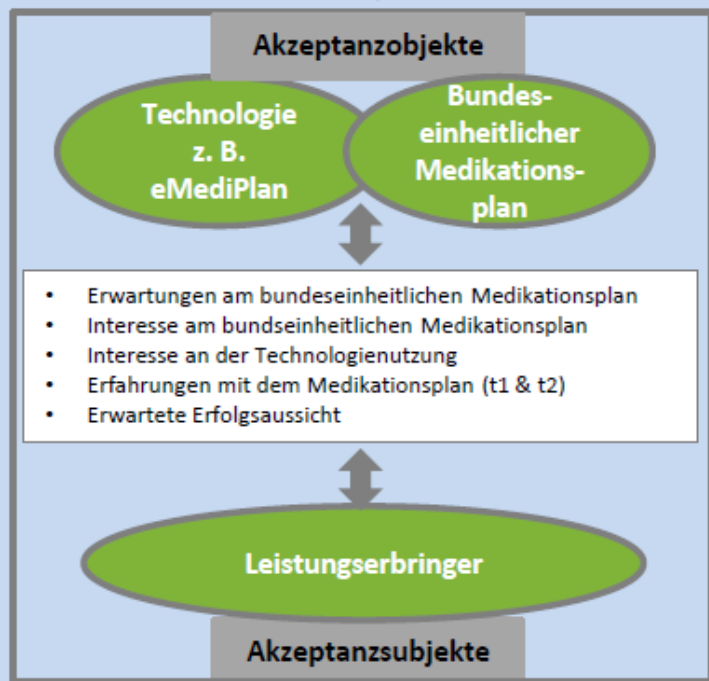 Akzeptanzobjekte
Technologie
z. B.
eMediPlan
Bundes-
einheitlicher
Medikations-
plan
• Erwartungen am bundeseinheitlichen Medikationsplan
• Interesse am bundseinheitlichen Medikationsplan
• Interesse an der Technologienutzung
• Erfahrungen mit dem Medikationsplan (t1 & t2)
• Erwartete Erfolgsaussicht
Leistungserbringer
Akzeptanzsubjekte